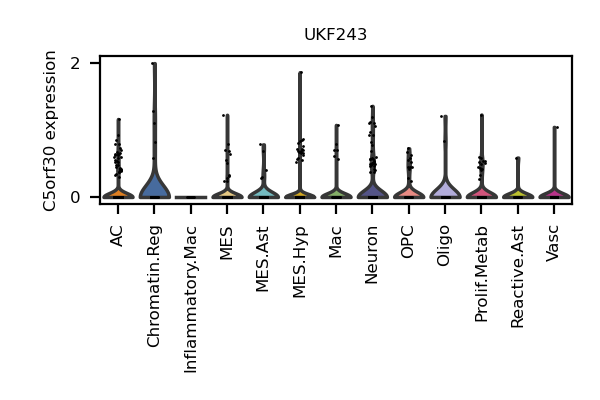 UKF243
C5orf30 expression
2
0
AC
Chromatin.Reg
Inflammatory.Mac
MES
MES.Ast
MES.Hyp
Mac
Neuron
OPC
Oligo
Prolif.Metab
Reactive.Ast
Vasc